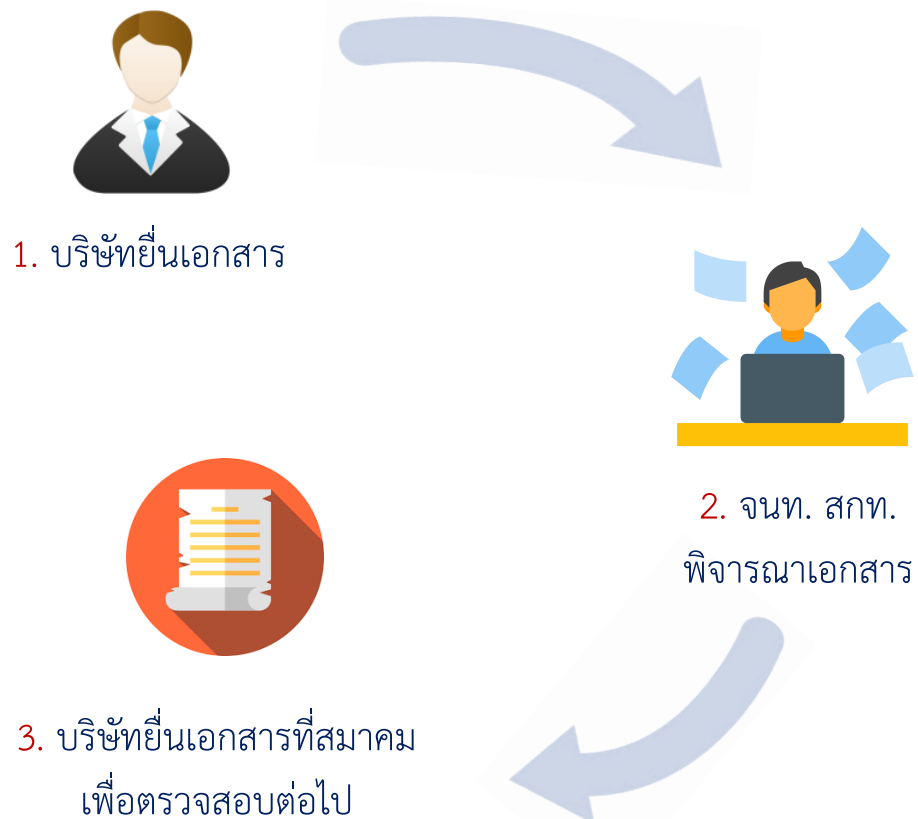 1. บริษัทยื่นเอกสาร
2. จนท. สกท.
พิจารณาเอกสาร
3. บริษัทยื่นเอกสารที่สมาคม
เพื่อตรวจสอบต่อไป